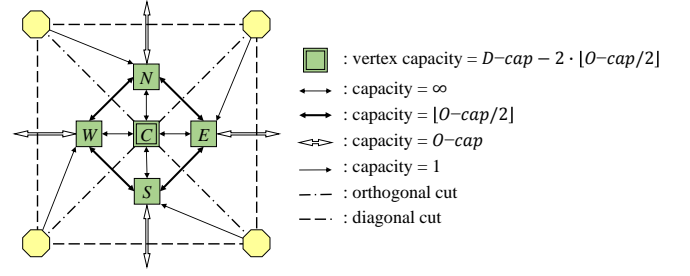 N
W
C
E
S
: vertex capacity = D−cap − 2 · ⌊O−cap/2⌋
: capacity = ∞
: capacity = ⌊O−cap/2⌋
: capacity = O−cap
: capacity = 1
: orthogonal cut
: diagonal cut